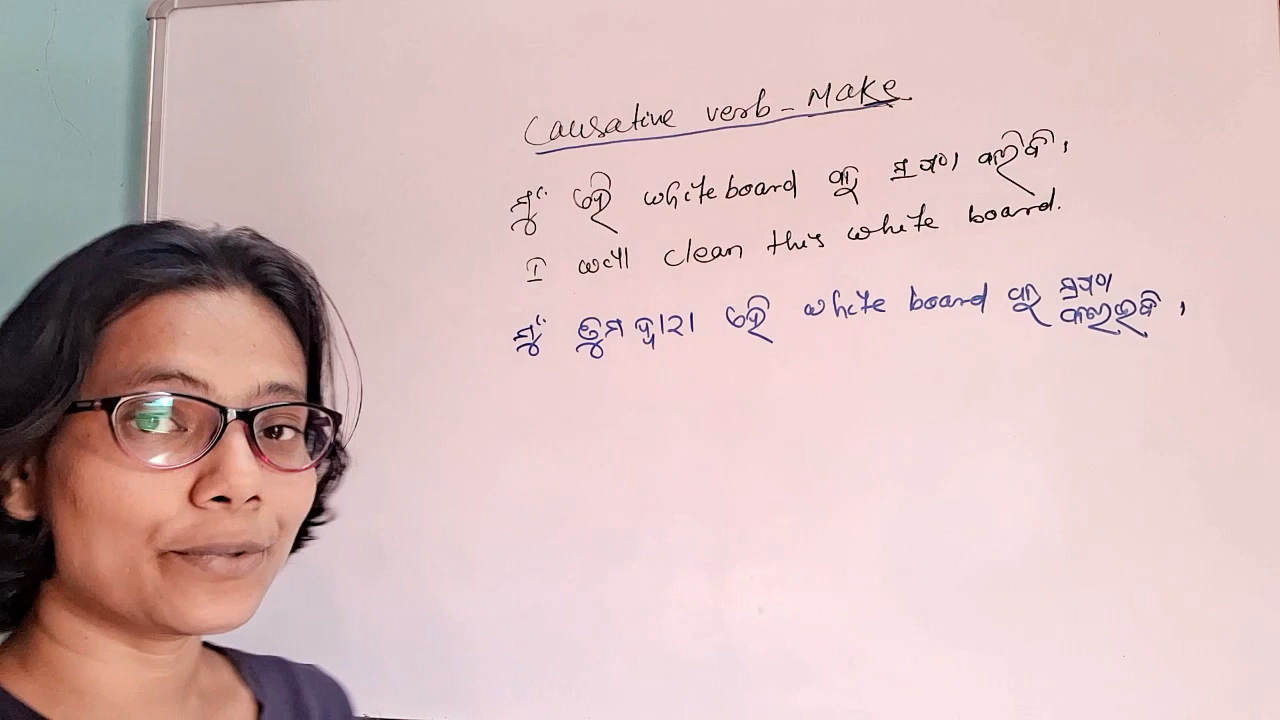 Causative verb - Make
ମୁଁ ଏହି whiteboard କୁ ସଫା କରିବି ।
I will clean this white board.
ମୁଁ ତୁମ ଦ୍ୱାରା ଏହି white board କୁ ସଫା କରେଇବି ।